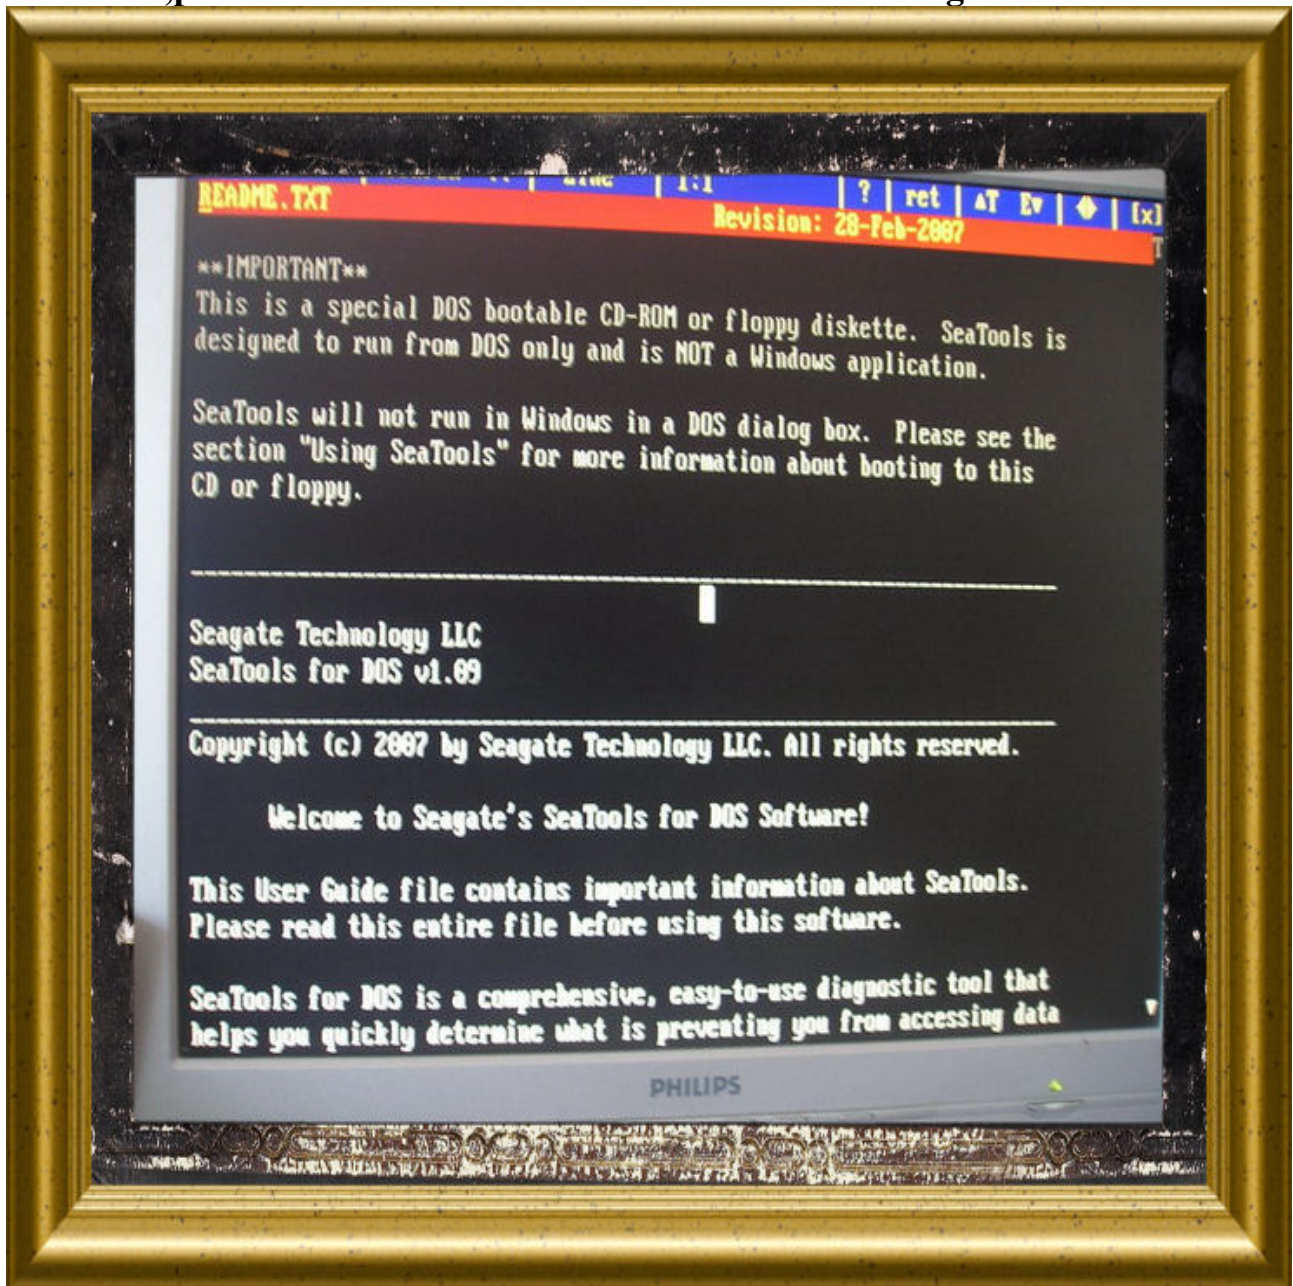 1:1 | ? | ret | ▲T E▼ | ◆ | [x]
README.TXT
Revision: 28-Feb-2007
**IMPORTANT**
This is a special DOS bootable CD-ROM or floppy diskette. SeaTools is
designed to run from DOS only and is NOT a Windows application.
SeaTools will not run in Windows in a DOS dialog box. Please see the
section "Using SeaTools" for more information about booting to this
CD or floppy.
Seagate Technology LLC
SeaTools for DOS v1.09
Copyright (c) 2007 by Seagate Technology LLC. All rights reserved.
Welcome to Seagate's SeaTools for DOS Software!
This User Guide file contains important information about SeaTools.
Please read this entire file before using this software.
SeaTools for DOS is a comprehensive, easy-to-use diagnostic tool that
helps you quickly determine what is preventing you from accessing data
PHILIPS